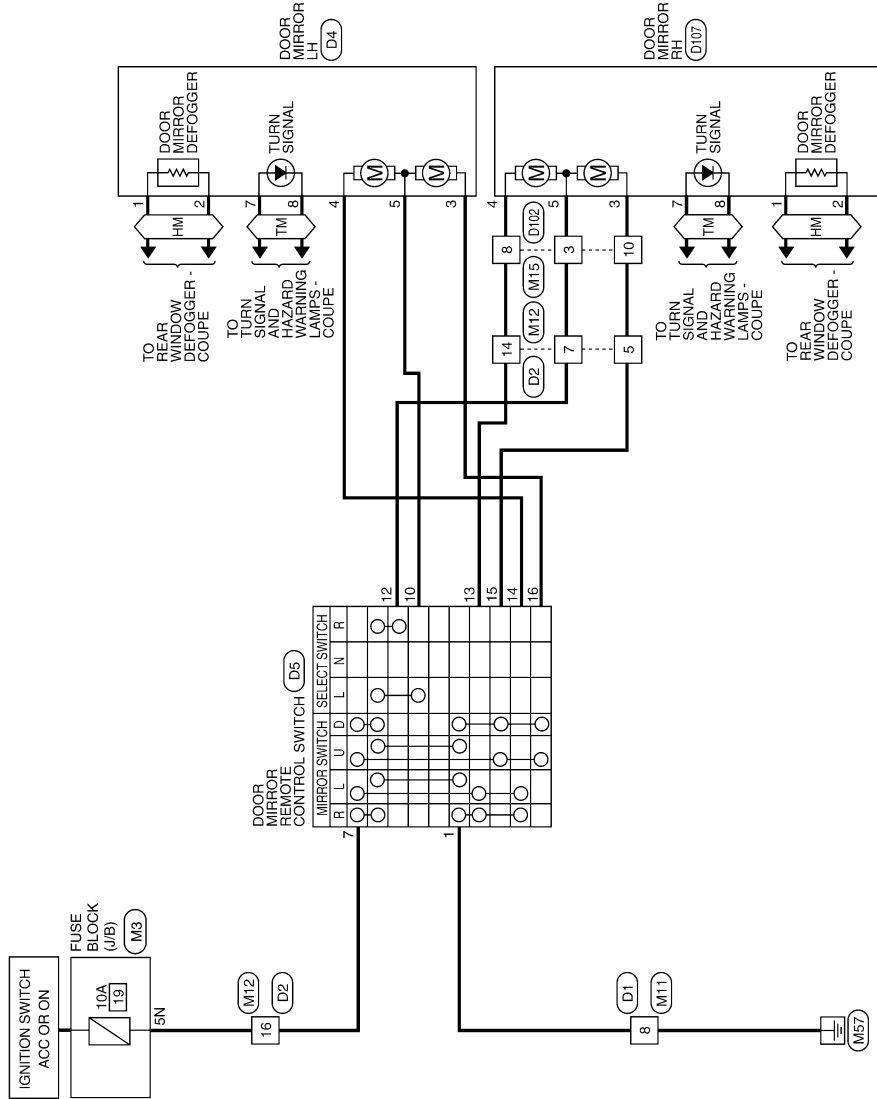 IGNITION SWITCH
ACC OR ON
FUSE
BLOCK
(J/B)
M3
10A
19
5N
16
M12
D2
7
1
8
D1
M11
M57
DOOR
MIRROR
REMOTE
CONTROL SWITCH
D5
MIRROR SWITCH
SELECT SWITCH
R
L
U
D
L
N
R
12
10
13
15
14
16
DOOR
MIRROR
LH
D4
DOOR
MIRROR
DEFOGGER
1
2
HM
TO
REAR
WINDOW
DEFOGGER -
COUPE
TURN
SIGNAL
7
8
TM
TO
TURN
SIGNAL
AND
HAZARD
WARNING
LAMPS -
COUPE
4
5
3
M
M
DOOR
MIRROR
RH
D107
4
5
3
M
M
8
3
10
D102
M15
M12
D2
14
7
5
TURN
SIGNAL
7
8
TM
TO
TURN
SIGNAL
AND
HAZARD
WARNING
LAMPS -
COUPE
DOOR
MIRROR
DEFOGGER
1
2
HM
TO
REAR
WINDOW
DEFOGGER -
COUPE